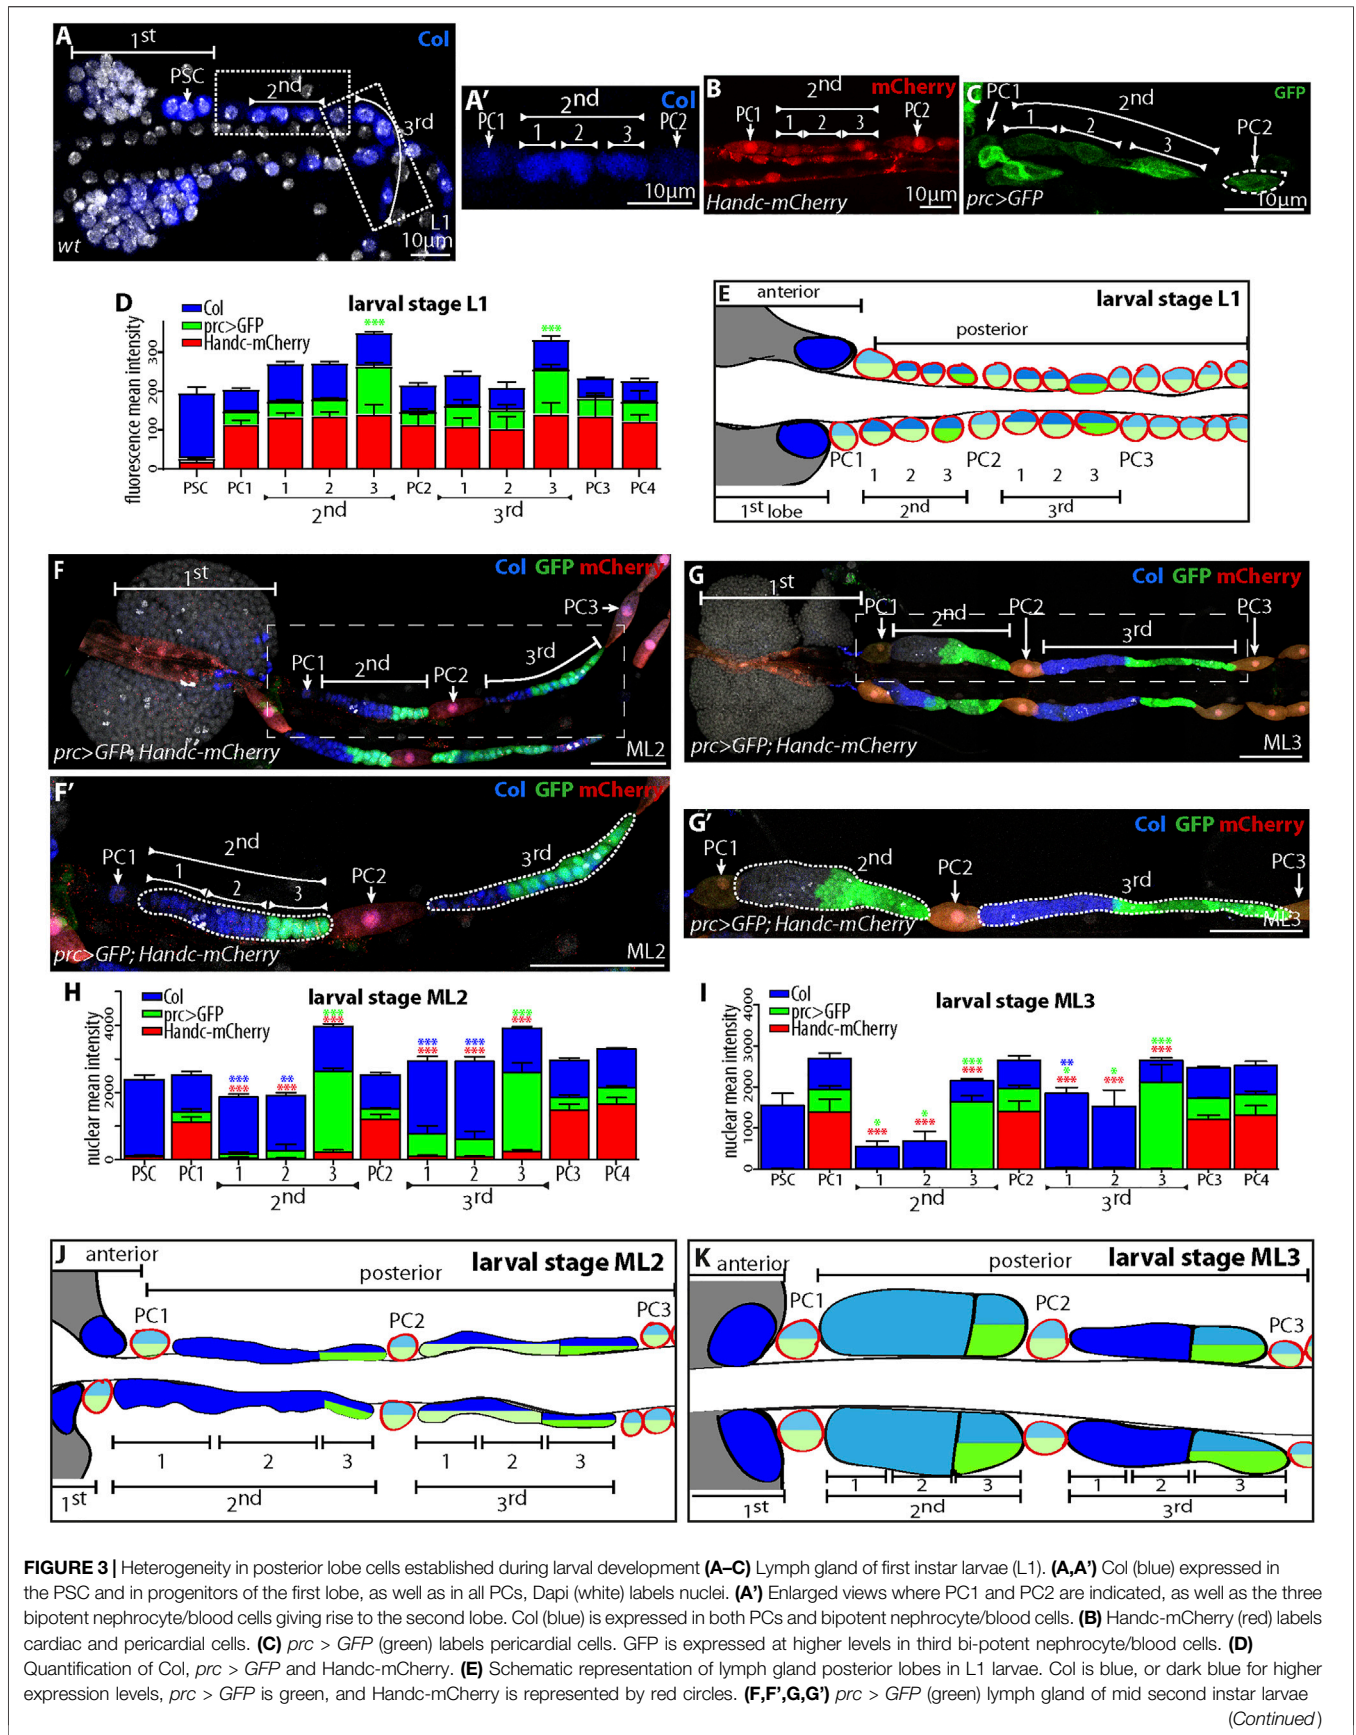 A
1st
Col
PSC
2nd
3rd
L1
wt
10µm
A'
Col
2nd
PC1
PC2
1 2 3
10µm
B
mCherry
2nd
PC1
PC2
1 2 3
Handc-mCherry
10µm
C
GFP
PC1
2nd
1
2
3
PC2
prc>GFP
10µm
D
larval stage L1
Col
prc>GFP
Handc-mCherry
fluorescence mean intensity
0 100 200 300
***
***
PSC PC1 1 2 3 PC2 1 2 3 PC3 PC4
2nd 3rd
E
anterior
larval stage L1
posterior
PC1 1 2 3 PC2 1 2 3 PC3
1st lobe 2nd 3rd
F
Col GFP mCherry
1st
PC3
PC1
2nd
PC2
3rd
prc>GFP; Handc-mCherry
ML2
G
Col GFP mCherry
1st
PC1
2nd
PC2
3rd
PC3
prc>GFP; Handc-mCherry
ML3
F'
Col GFP mCherry
PC1
2nd
1 2 3
PC2
3rd
prc>GFP; Handc-mCherry
ML2
G'
Col GFP mCherry
PC1
2nd
PC2
3rd
PC3
prc>GFP; Handc-mCherry
ML3
H
larval stage ML2
Col
prc>GFP
Handc-mCherry
nuclear mean intensity
0 2000 4000
*** ***
** ***
*** ***
*** ***
*** ***
*** ***
PSC PC1 1 2 3 PC2 1 2 3 PC3 PC4
2nd 3rd
I
larval stage ML3
Col
prc>GFP
Handc-mCherry
nuclear mean intensity
0 1000 2000 3000 4000
* ***
* ***
*** ***
** * ***
* ***
*** ***
PSC PC1 1 2 3 PC2 1 2 3 PC3 PC4
2nd 3rd
J
anterior
larval stage ML2
posterior
PC1
PC2
PC3
1 2 3 1 2 3
1st 2nd 3rd
K
anterior
larval stage ML3
posterior
PC1
PC2
PC3
1 2 3 1 2 3
1st 2nd 3rd
FIGURE 3 | Heterogeneity in posterior lobe cells established during larval development (A–C) Lymph gland of first instar larvae (L1). (A,A') Col (blue) expressed in
the PSC and in progenitors of the first lobe, as well as in all PCs, Dapi (white) labels nuclei. (A') Enlarged views where PC1 and PC2 are indicated, as well as the three
bipotent nephrocyte/blood cells giving rise to the second lobe. Col (blue) is expressed in both PCs and bipotent nephrocyte/blood cells. (B) Handc-mCherry (red) labels
cardiac and pericardial cells. (C) prc > GFP (green) labels pericardial cells. GFP is expressed at higher levels in third bi-potent nephrocyte/blood cells. (D)
Quantification of Col, prc > GFP and Handc-mCherry. (E) Schematic representation of lymph gland posterior lobes in L1 larvae. Col is blue, or dark blue for higher
expression levels, prc > GFP is green, and Handc-mCherry is represented by red circles. (F,F',G,G') prc > GFP (green) lymph gland of mid second instar larvae
(Continued)